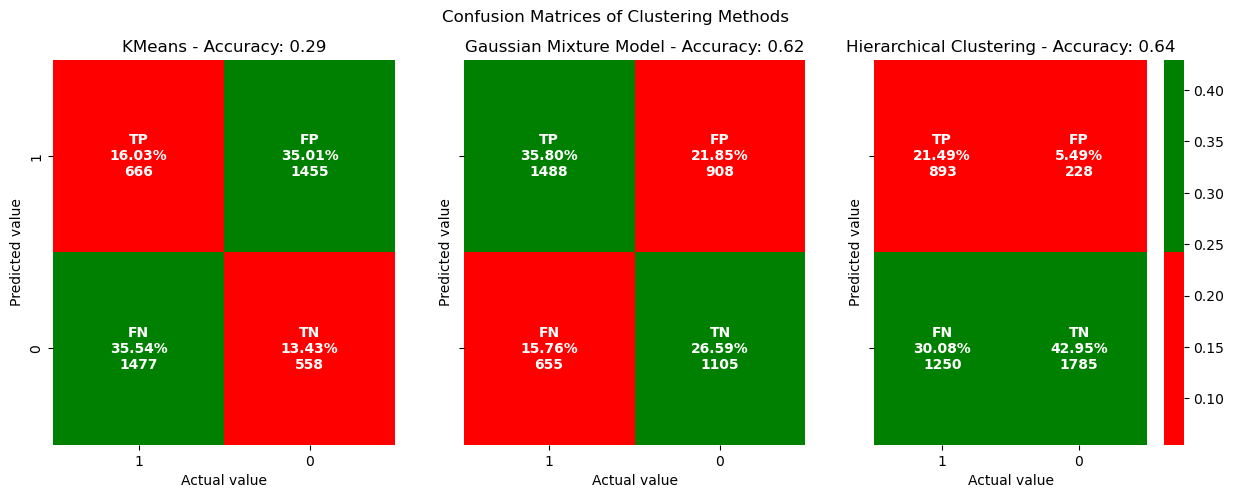 Confusion Matrices of Clustering Methods
KMeans - Accuracy: 0.29
Predicted value
1
0
TP
16.03%
666
FP
35.01%
1455
FN
35.54%
1477
TN
13.43%
558
1
0
Actual value
Gaussian Mixture Model - Accuracy: 0.62
Predicted value
TP
35.80%
1488
FP
21.85%
908
FN
15.76%
655
TN
26.59%
1105
1
0
Actual value
Hierarchical Clustering - Accuracy: 0.64
Predicted value
TP
21.49%
893
FP
5.49%
228
FN
30.08%
1250
TN
42.95%
1785
1
0
Actual value
0.40
0.35
0.30
0.25
0.20
0.15
0.10